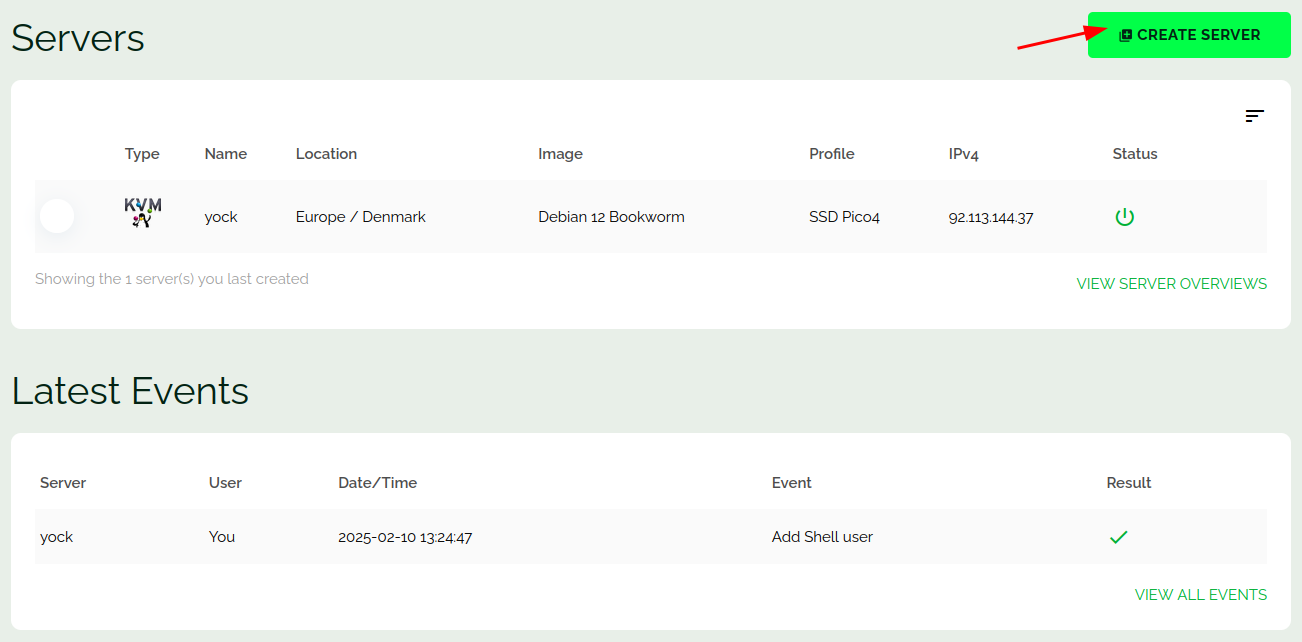 Servers
CREATE SERVER
Type Name Location Image Profile IPv4 Status
KVM yock Europe / Denmark Debian 12 Bookworm SSD Pico4 92.113.144.37
Showing the 1 server(s) you last created
VIEW SERVER OVERVIEWS
Latest Events
Server User Date/Time Event Result
yock You 2025-02-10 13:24:47 Add Shell user
VIEW ALL EVENTS